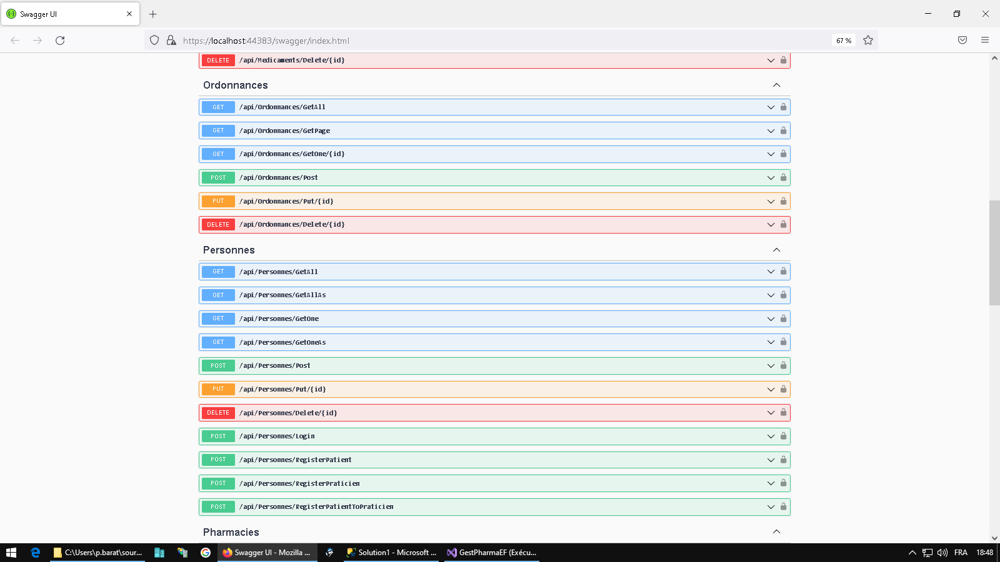 Swagger UI
https://localhost:44383/swagger/index.html
67 %
DELETE /api/Medicaments/Delete/{id}
Ordonnances
GET /api/Ordonnances/GetAll
GET /api/Ordonnances/GetPage
GET /api/Ordonnances/GetOne/{id}
POST /api/Ordonnances/Post
PUT /api/Ordonnances/Put/{id}
DELETE /api/Ordonnances/Delete/{id}
Personnes
GET /api/Personnes/GetAll
GET /api/Personnes/GetAllAs
GET /api/Personnes/GetOne
GET /api/Personnes/GetOneAs
POST /api/Personnes/Post
PUT /api/Personnes/Put/{id}
DELETE /api/Personnes/Delete/{id}
POST /api/Personnes/Login
POST /api/Personnes/RegisterPatient
POST /api/Personnes/RegisterPraticien
POST /api/Personnes/RegisterPatientToPraticien
Pharmacies
C:\Users\p.barat\sour...
Swagger UI - Mozilla ...
Solution1 - Microsoft ...
GestPharmaEF (Exécu...
FRA
18:48